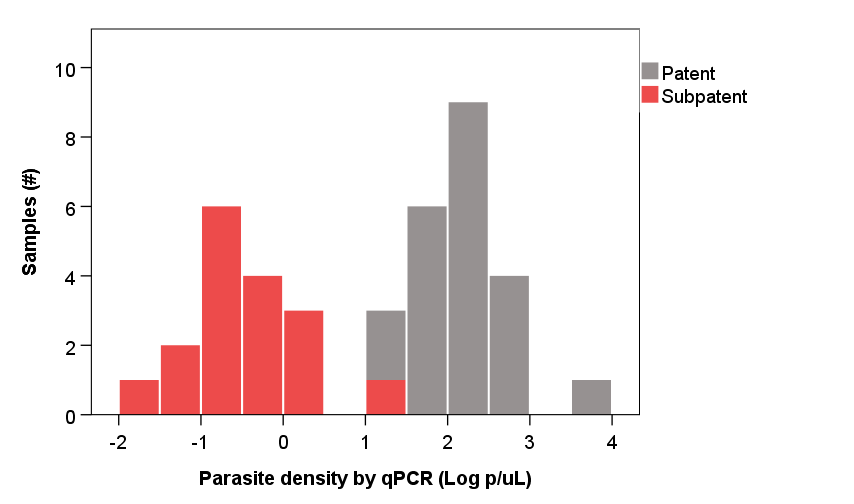 Samples (#)
10
8
6
4
2
0
-2 -1 0 1 2 3 4
Parasite density by qPCR (Log p/uL)
Patent
Subpatent